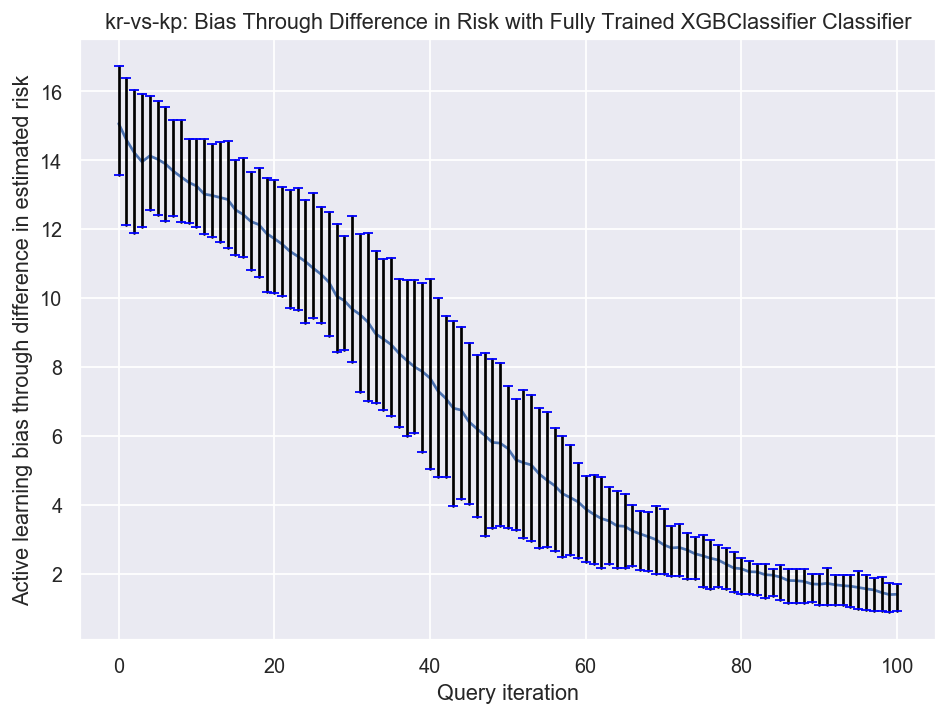 kr-vs-kp: Bias Through Difference in Risk with Fully Trained XGBClassifier Classifier
Active learning bias through difference in estimated risk
16
14
12
10
8
6
4
2
0 20 40 60 80 100
Query iteration